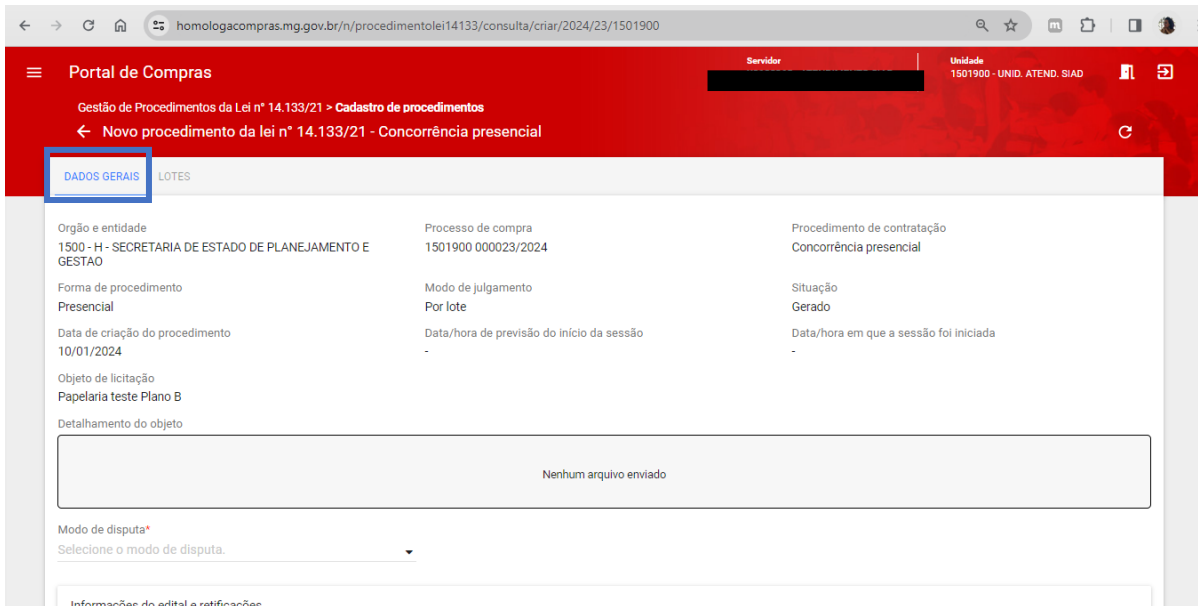 homologacompras.mg.gov.br/n/procedimentolei14133/consulta/criar/2024/23/1501900
Portal de Compras
Servidor
Unidade
1501900 - UNID. ATEND. SIAD
Gestão de Procedimentos da Lei n° 14.133/21 > Cadastro de procedimentos
Novo procedimento da lei n° 14.133/21 - Concorrência presencial
DADOS GERAIS LOTES
Orgão e entidade Processo de compra Procedimento de contratação
1500 - H - SECRETARIA DE ESTADO DE PLANEJAMENTO E 1501900 000023/2024 Concorrência presencial
GESTAO
Forma de procedimento Modo de julgamento Situação
Presencial Por lote Gerado
Data de criação do procedimento Data/hora de previsão do início da sessão Data/hora em que a sessão foi iniciada
10/01/2024 - -
Objeto de licitação
Papelaria teste Plano B
Detalhamento do objeto
Nenhum arquivo enviado
Modo de disputa*
Selecione o modo de disputa.
Informações do edital e retificações